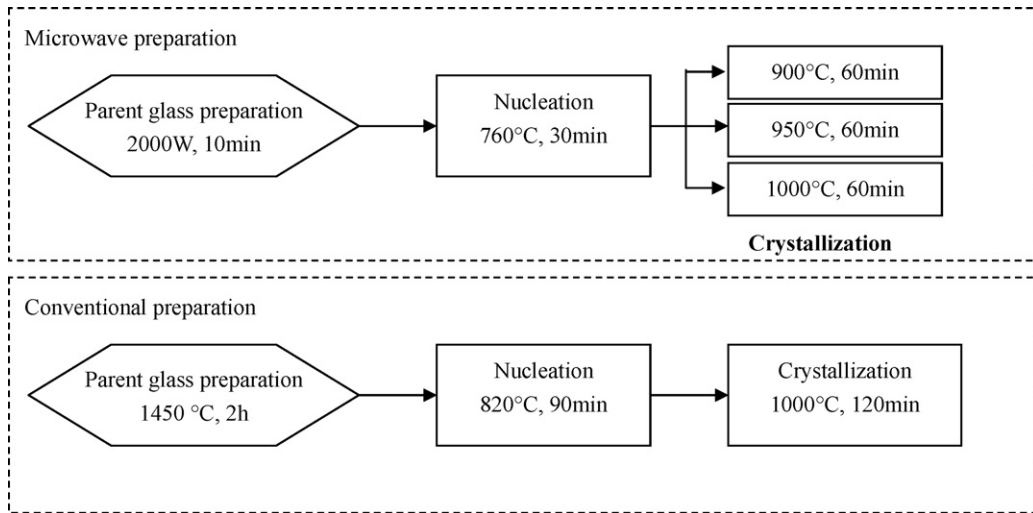 Microwave preparation
Parent glass preparation
2000W, 10min
Nucleation
760°C, 30min
900°C, 60min
950°C, 60min
1000°C, 60min
Crystallization
Conventional preparation
Parent glass preparation
1450 °C, 2h
Nucleation
820°C, 90min
Crystallization
1000°C, 120min